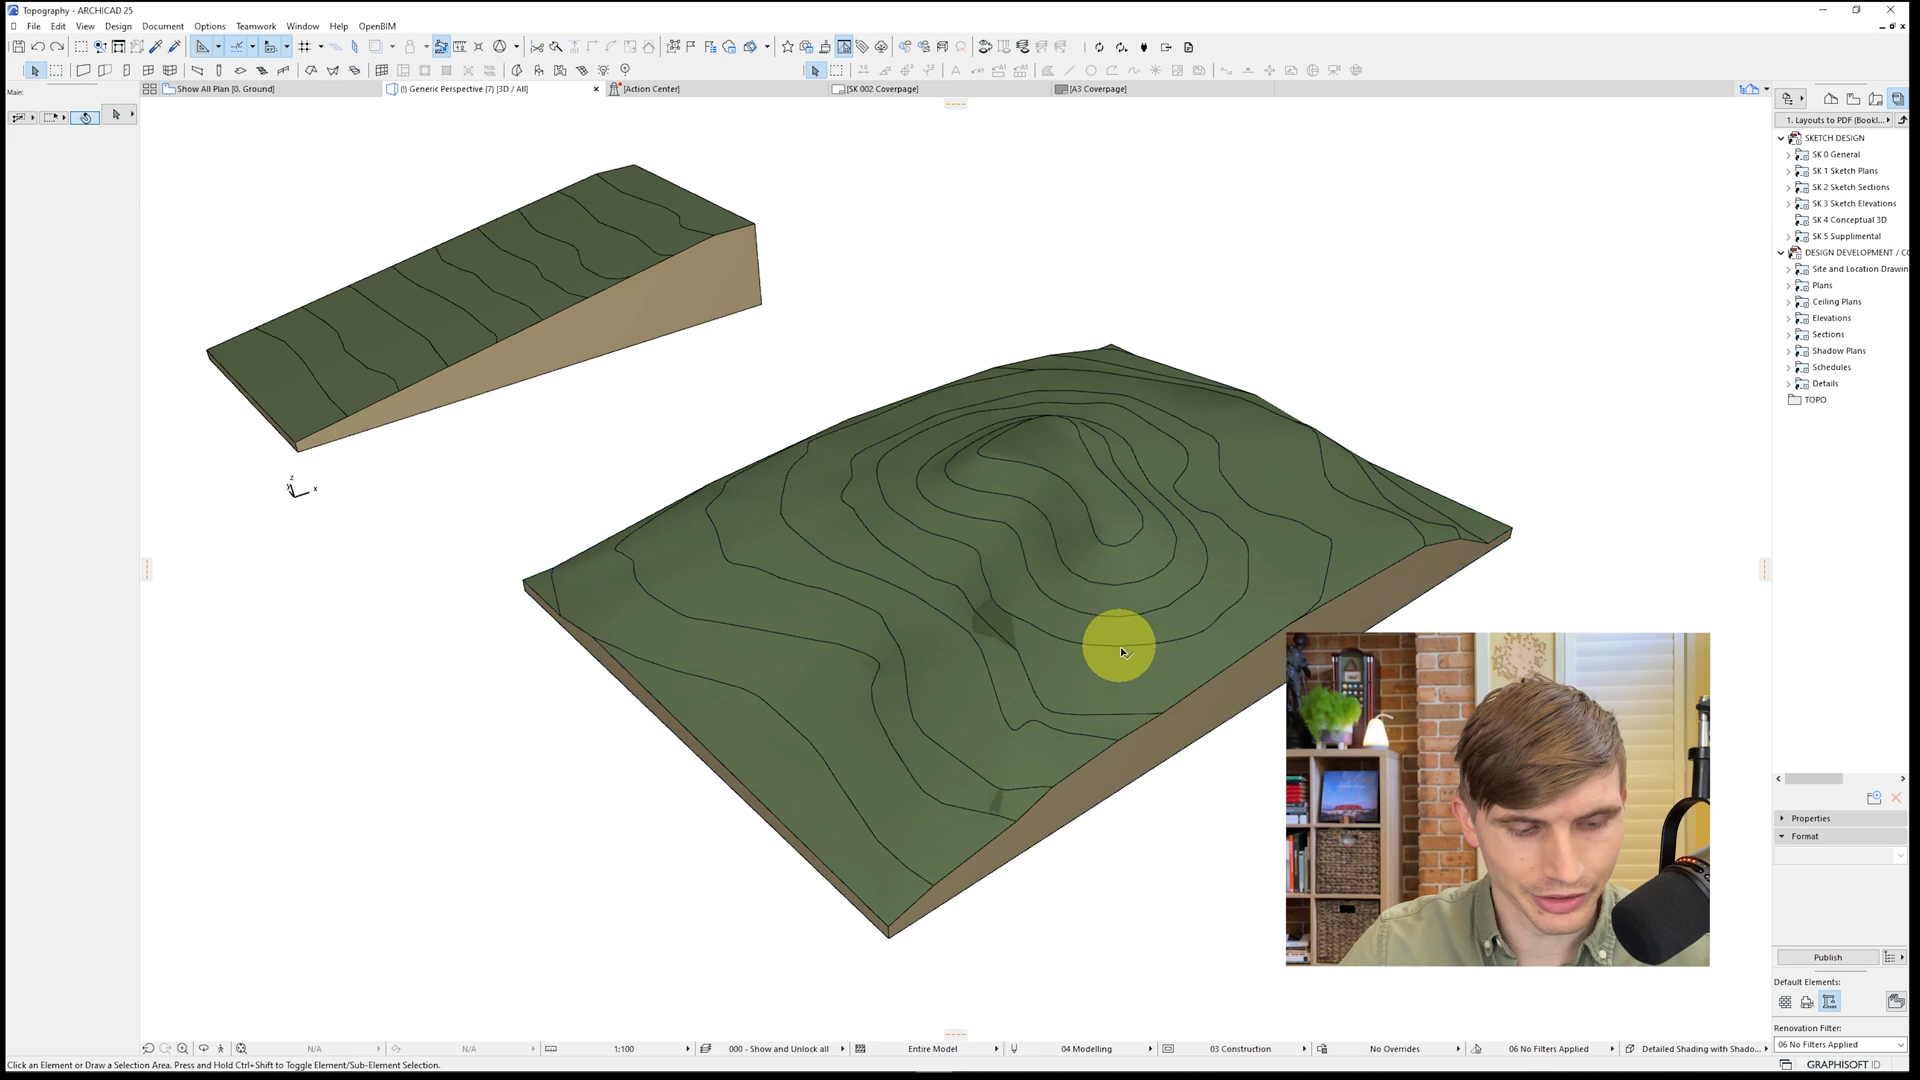 Topography - ARCHICAD 25
File Edit View Design Document Options Teamwork Window Help OpenBIM
Show All Plan [0. Ground]
(!) Generic Perspective (7) [3D / All]
[Action Center]
[SK 002 Coverpage]
[A3 Coverpage]
Main:
1. Layouts to PDF (Bookl...
SKETCH DESIGN
SK 0 General
SK 1 Sketch Plans
SK 2 Sketch Sections
SK 3 Sketch Elevations
SK 4 Conceptual 3D
SK 5 Supplimental
DESIGN DEVELOPMENT / CO
Site and Location Drawin
Plans
Ceiling Plans
Elevations
Sections
Shadow Plans
Schedules
Details
TOPO
z
x
Properties
Format
Publish
Default Elements:
Renovation Filter:
06 No Filters Applied
N/A
N/A
1:100
000 - Show and Unlock all
Entire Model
04 Modelling
03 Construction
No Overrides
06 No Filters Applied
Detailed Shading with Shado...
Click an Element or Draw a Selection Area. Press and Hold Ctrl+Shift to Toggle Element/Sub-Element Selection.
GRAPHISOFT ID